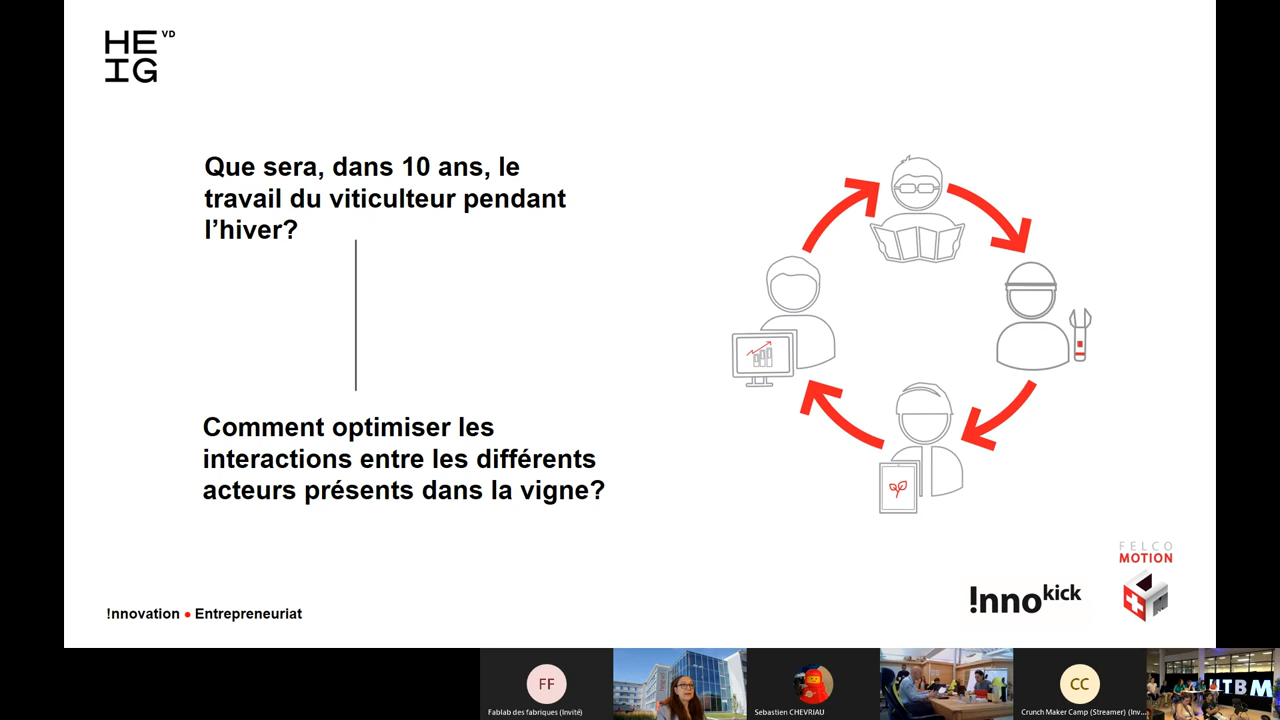 HE VD
IG
Que sera, dans 10 ans, le
travail du viticulteur pendant
l’hiver?
Comment optimiser les
interactions entre les différents
acteurs présents dans la vigne?
FELCO
MOTION
!nnokick
!nnovation • Entrepreneuriat
FF
Fablab des fabriques (Invité)
Sebastien CHEVRIAU
CC
Crunch Maker Camp (Streamer) (Inv...
UTBM